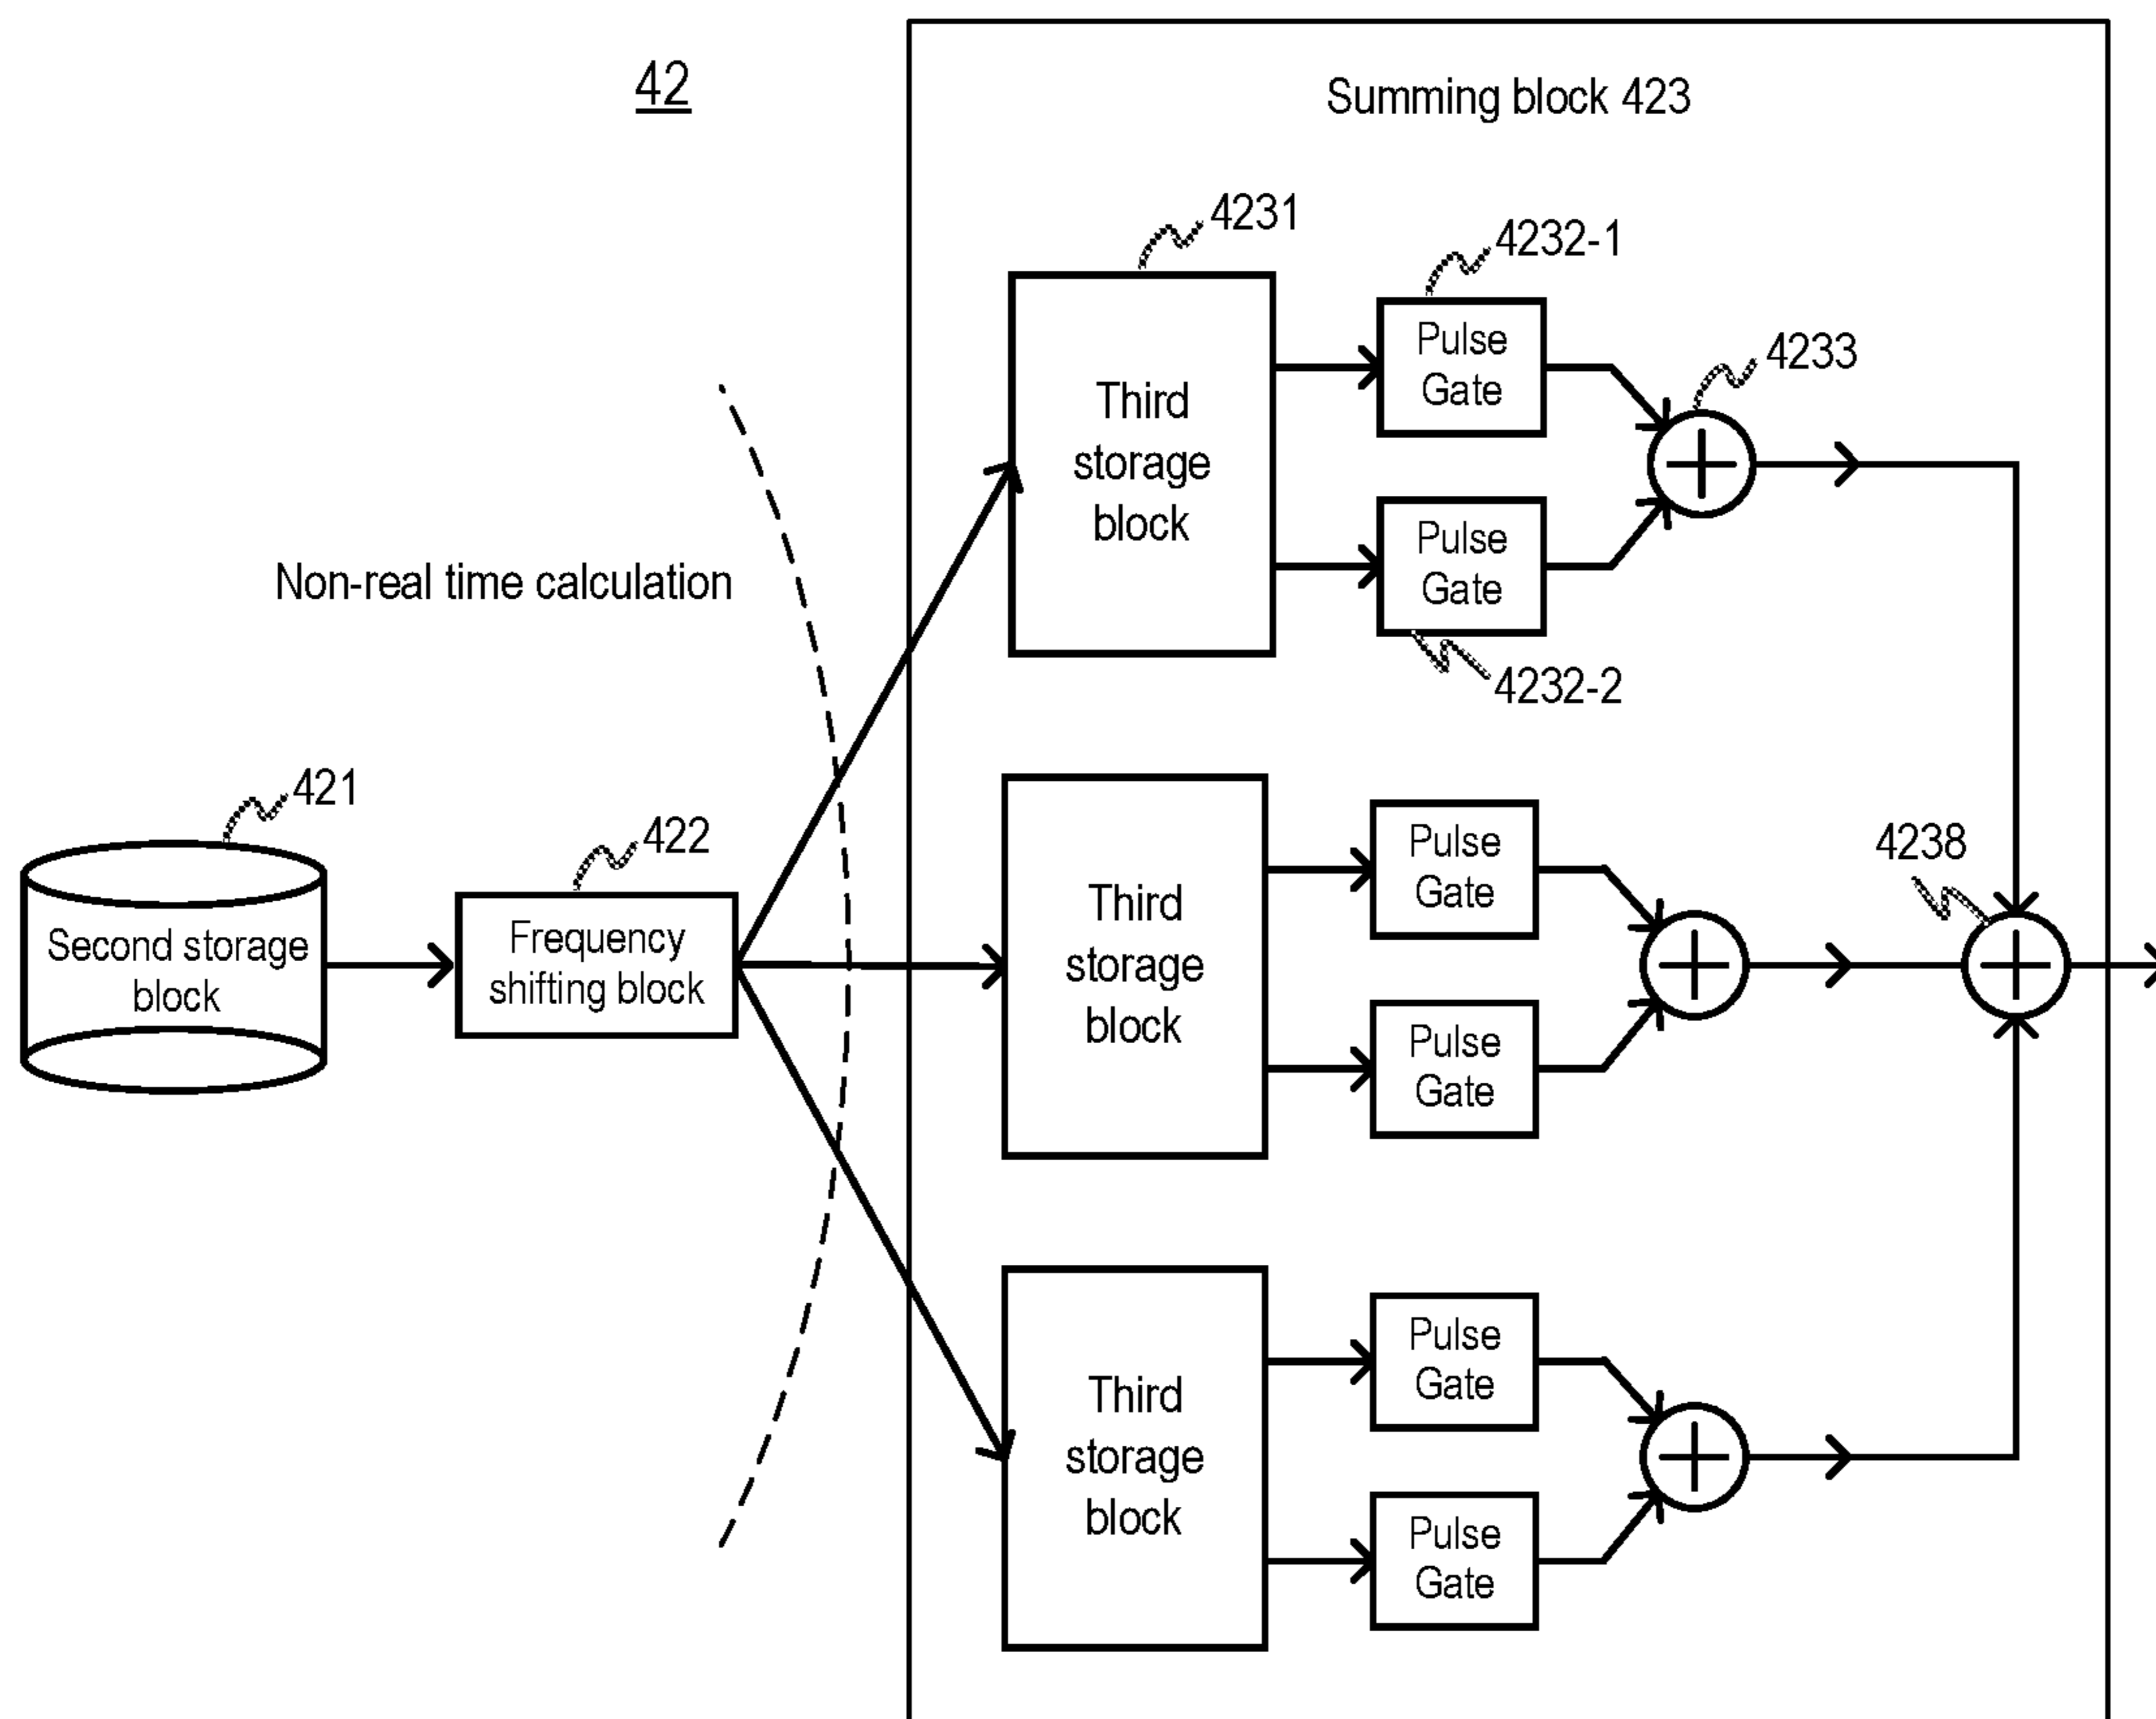 42
Summing block 423
4231
4232-1
Pulse
Gate
4233
Third
storage
block
Pulse
Gate
4232-2
Non-real time calculation
421
422
Second storage
block
Frequency
shifting block
Third
storage
block
Pulse
Gate
Pulse
Gate
4238
Third
storage
block
Pulse
Gate
Pulse
Gate